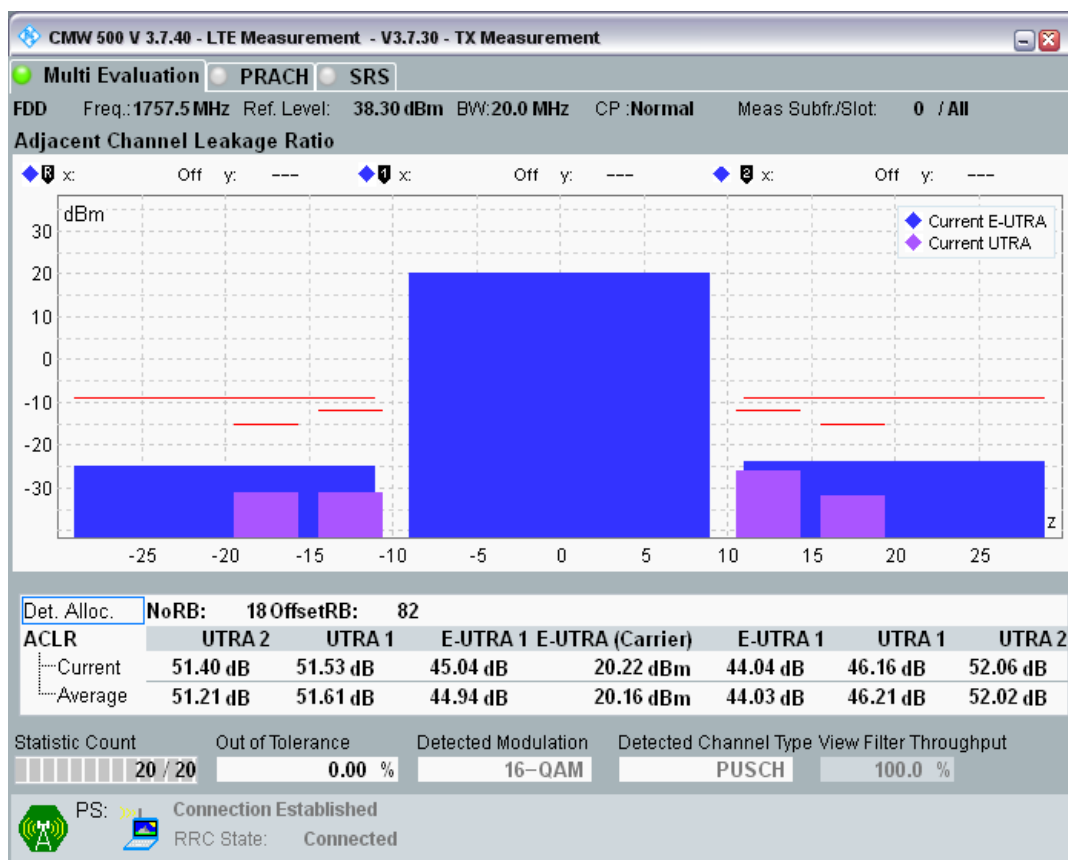 CMW 500 V 3.7.40 - LTE Measurement - V3.7.30 - TX Measurement
Multi Evaluation PRACH SRS
FDD Freq.:1757.5 MHz Ref. Level: 38.30 dBm BW:20.0 MHz CP :Normal Meas Subfr./Slot: 0 / All
Adjacent Channel Leakage Ratio
R x: Off y: --- 1 x: Off y: --- 2 x: Off y: ---
dBm
Current E-UTRA
Current UTRA
30
20
10
0
-10
-20
-30
z
-25 -20 -15 -10 -5 0 5 10 15 20 25
Det. Alloc. NoRB: 18 OffsetRB: 82
ACLR UTRA 2 UTRA 1 E-UTRA 1 E-UTRA (Carrier) E-UTRA 1 UTRA 1 UTRA 2
Current 51.40 dB 51.53 dB 45.04 dB 20.22 dBm 44.04 dB 46.16 dB 52.06 dB
Average 51.21 dB 51.61 dB 44.94 dB 20.16 dBm 44.03 dB 46.21 dB 52.02 dB
Statistic Count Out of Tolerance Detected Modulation Detected Channel Type View Filter Throughput
20 / 20 0.00 % 16-QAM PUSCH 100.0 %
PS: Connection Established
RRC State: Connected